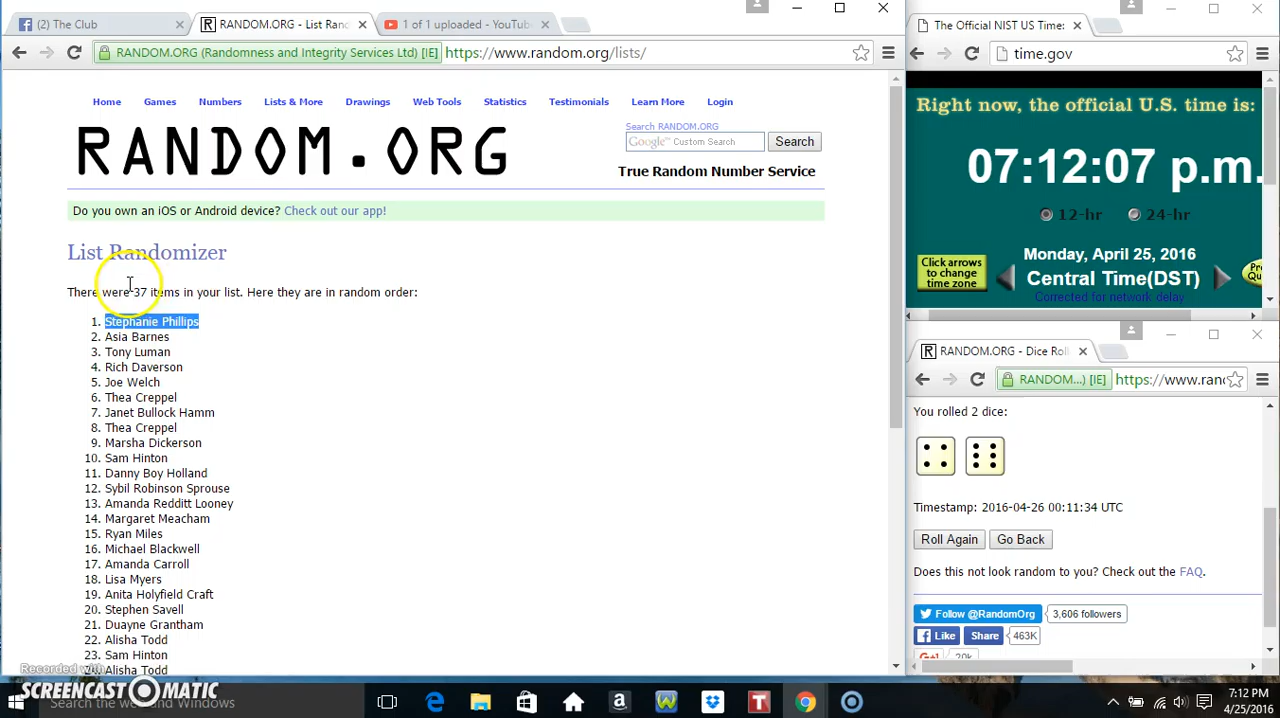 (2) The Club
RANDOM.ORG - List Ran
1 of 1 uploaded - YouTub
RANDOM.ORG (Randomness and Integrity Services Ltd) [IE]
https://www.random.org/lists/
Home Games Numbers Lists & More Drawings Web Tools Statistics Testimonials Learn More Login
RANDOM.ORG
Search RANDOM.ORG
Google™ Custom Search
Search
True Random Number Service
Do you own an iOS or Android device? Check out our app!
List Randomizer
There were 37 items in your list. Here they are in random order:
1. Stephanie Phillips
2. Asia Barnes
3. Tony Luman
4. Rich Daverson
5. Joe Welch
6. Thea Creppel
7. Janet Bullock Hamm
8. Thea Creppel
9. Marsha Dickerson
10. Sam Hinton
11. Danny Boy Holland
12. Sybil Robinson Sprouse
13. Amanda Redditt Looney
14. Margaret Meacham
15. Ryan Miles
16. Michael Blackwell
17. Amanda Carroll
18. Lisa Myers
19. Anita Holyfield Craft
20. Stephen Savell
21. Duayne Grantham
22. Alisha Todd
23. Sam Hinton
24. Alisha Todd
The Official NIST US Time:
time.gov
Right now, the official U.S. time is:
07:12:07 p.m.
12-hr 24-hr
Click arrows
to change
time zone
Monday, April 25, 2016
Central Time(DST)
Corrected for network delay
RANDOM.ORG - Dice Rol
RANDOM...) [IE]
https://www.ran
You rolled 2 dice:
Timestamp: 2016-04-26 00:11:34 UTC
Roll Again
Go Back
Does this not look random to you? Check out the FAQ.
Follow @RandomOrg
3,606 followers
Like
Share
463K
20k
Recorded with
SCREENCAST-O-MATIC
Search the web and Windows
7:12 PM
4/25/2016